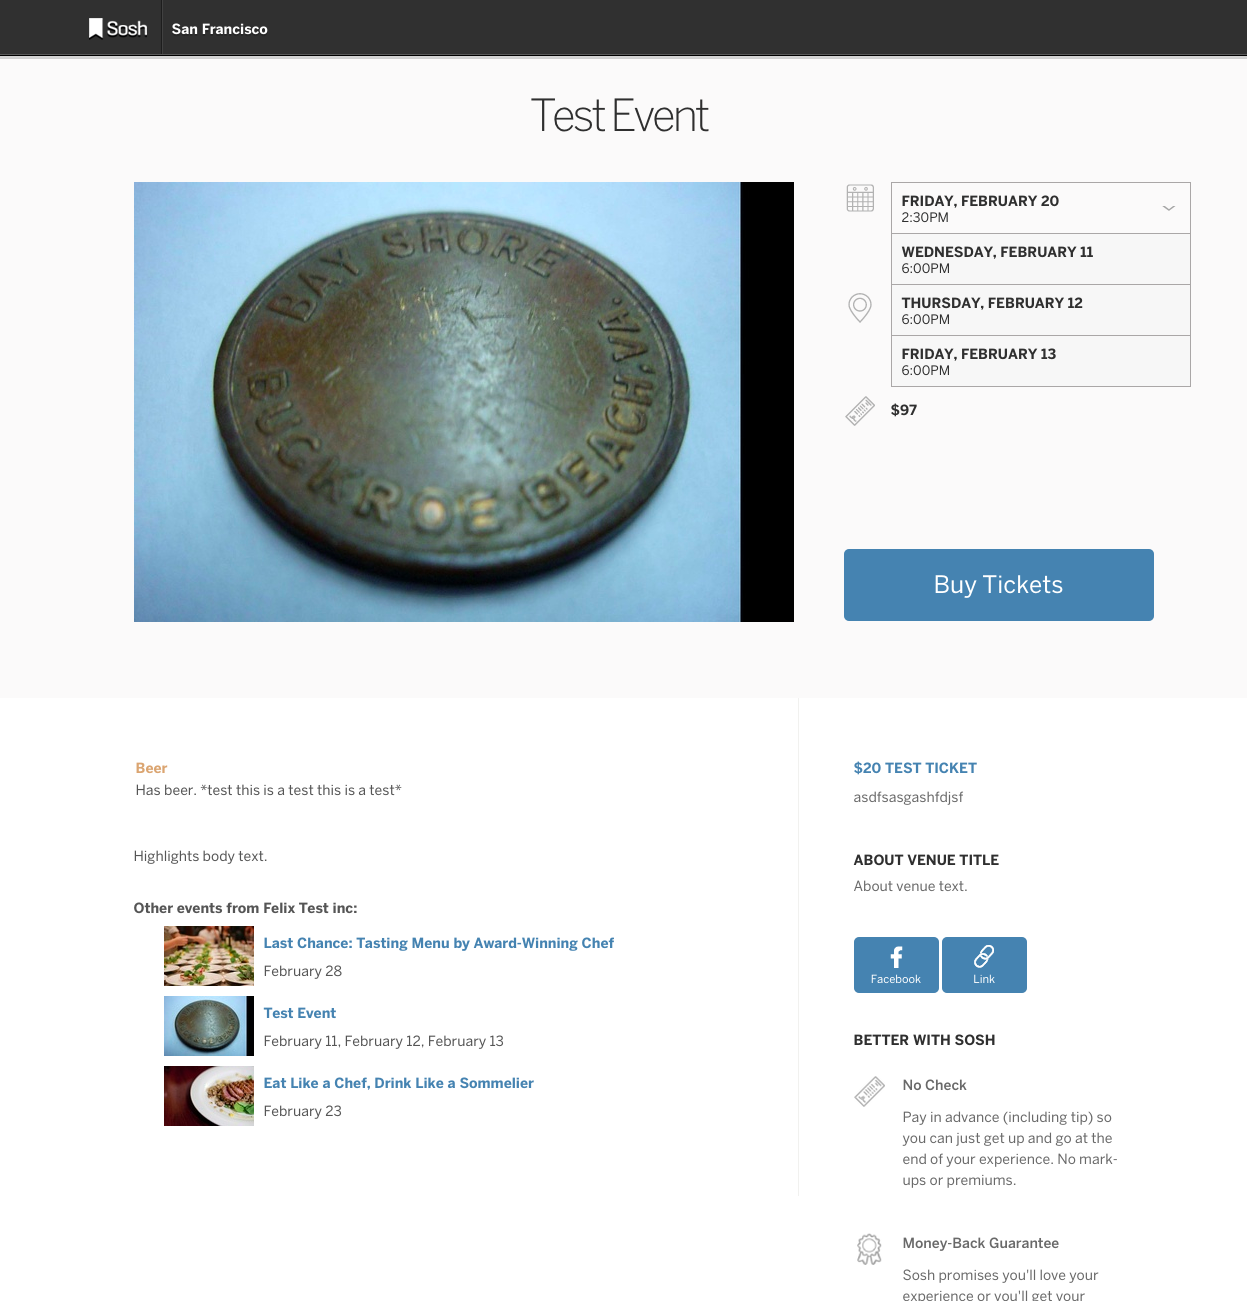 Sosh
San Francisco
Test Event
BAY SHORE
BUCKROE BEACH, VA.
FRIDAY, FEBRUARY 20
2:30PM
WEDNESDAY, FEBRUARY 11
6:00PM
THURSDAY, FEBRUARY 12
6:00PM
FRIDAY, FEBRUARY 13
6:00PM
$97
Buy Tickets
Beer
Has beer. *test this is a test this is a test*
Highlights body text.
Other events from Felix Test inc:
Last Chance: Tasting Menu by Award-Winning Chef
February 28
Test Event
February 11, February 12, February 13
Eat Like a Chef, Drink Like a Sommelier
February 23
$20 TEST TICKET
asdfsasgashfdjsf
ABOUT VENUE TITLE
About venue text.
Facebook
Link
BETTER WITH SOSH
No Check
Pay in advance (including tip) so
you can just get up and go at the
end of your experience. No mark-
ups or premiums.
Money-Back Guarantee
Sosh promises you'll love your
experience or you'll get your